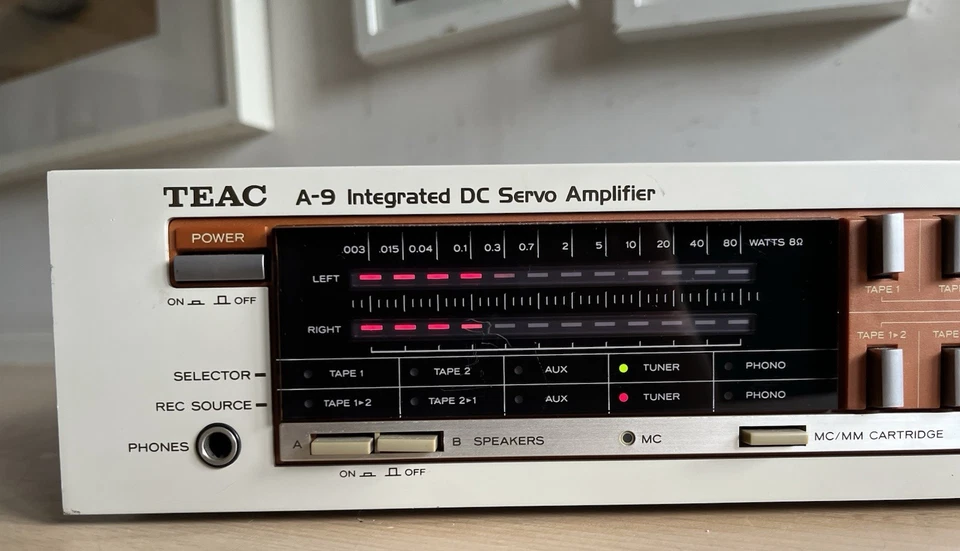 TEAC A-9 Integrated DC Servo Amplifier
POWER
ON OFF
.003 .015 0.04 0.1 0.3 0.7 2 5 10 20 40 80 WATTS 8Ω
LEFT
RIGHT
TAPE 1
SELECTOR TAPE 1 TAPE 2 AUX TUNER PHONO
TAPE 1▸2
REC SOURCE TAPE 1▸2 TAPE 2▸1 AUX TUNER PHONO
PHONES
A B SPEAKERS MC MC/MM CARTRIDGE
ON OFF